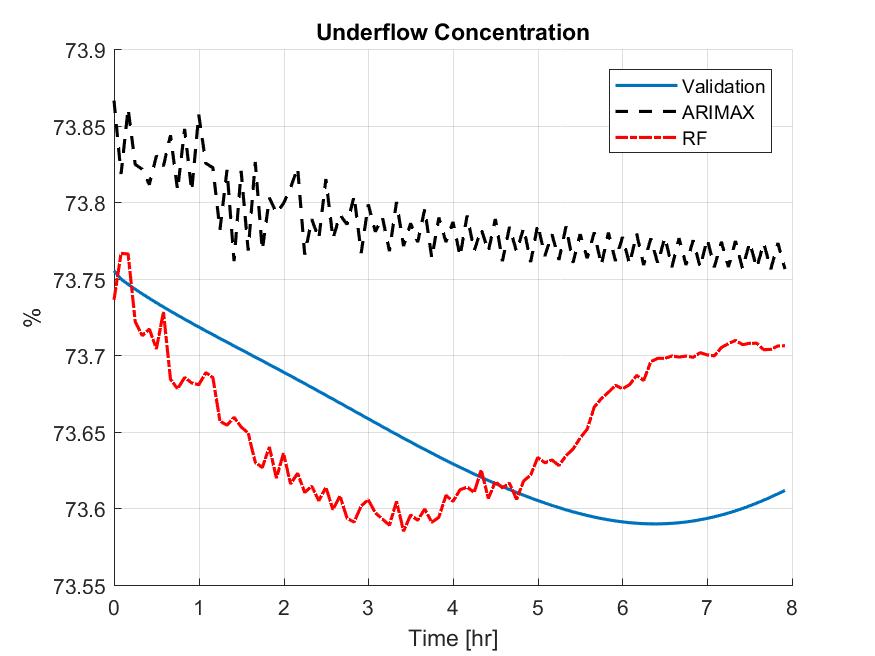 Underflow Concentration
73.9
73.85
73.8
73.75
73.7
73.65
73.6
73.55
%
Validation
ARIMAX
RF
0 1 2 3 4 5 6 7 8
Time [hr]